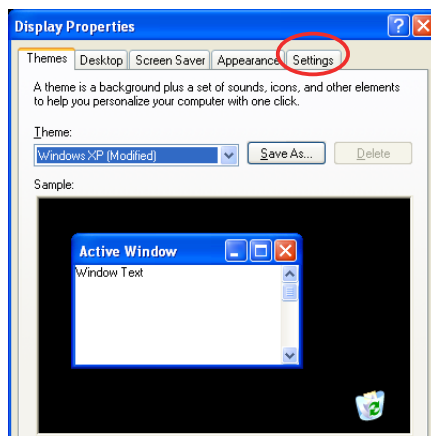 Display Properties
Themes Desktop Screen Saver Appearance Settings
A theme is a background plus a set of sounds, icons, and other elements
to help you personalize your computer with one click.
Theme:
Windows XP (Modified) Save As... Delete
Sample:
Active Window
Window Text